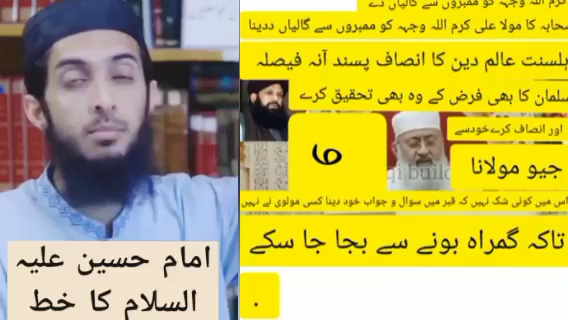 کرم اللہ وجہہ کو ممبروں سے گالیاں دے
صحابہ کا مولا علی کرم اللہ وجہہ کو ممبروں سے گالیاں ددینا
ہلسنت عالم دین کا انصاف پسند آنہ فیصلہ
سلمان کا بھی فرض کے وہ بھی تحقیق کرے
اور انصاف کرے خودسے
جیو مولانا
اس میں کوئی شک نہیں کہ قبر میں سوال و جواب خود دینا کسی مولوی نے نہیں
تاکہ گمراہ ہونے سے بچا جا سکے
امام حسین علیہ
السلام کا خط